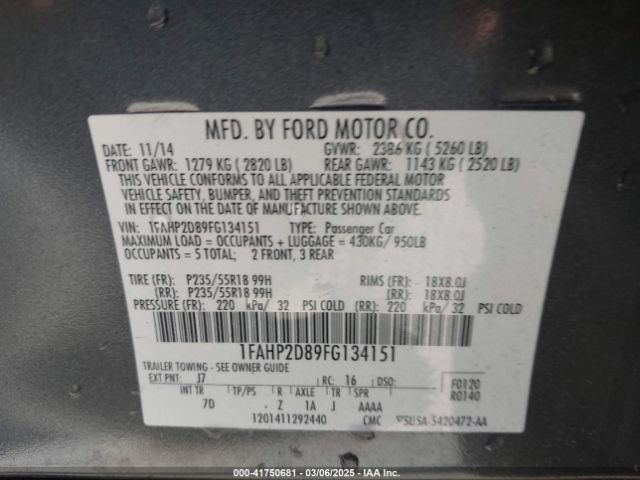 MFD. BY FORD MOTOR CO.
DATE: 11/14 GVWR: 2386 KG ( 5260 LB)
FRONT GAWR: 1279 KG ( 2820 LB) REAR GAWR: 1143 KG ( 2520 LB)
THIS VEHICLE CONFORMS TO ALL APPLICABLE FEDERAL MOTOR
VEHICLE SAFETY, BUMPER, AND THEFT PREVENTION STANDARDS
IN EFFECT ON THE DATE OF MANUFACTURE SHOWN ABOVE.
VIN: 1FAHP2D89FG134151 TYPE: Passenger Car
MAXIMUM LOAD = OCCUPANTS + LUGGAGE = 430KG/ 950LB
OCCUPANTS = 5 TOTAL; 2 FRONT, 3 REAR
TIRE (FR): P235/55R18 99H RIMS (FR): 18X8.0J
(RR): P235/55R18 99H (RR): 18X8.0J
PRESSURE (FR): 220 kPa/ 32 PSI COLD (RR): 220 kPa/ 32 PSI COLD
1FAHP2D89FG134151
TRAILER TOWING - SEE OWNER GUIDE
EXT PNT: J7 RC: 16 DSO: F0120
INT TR TP/PS R AXLE TR SPR R0140
7D . Z 1A J AAAA
1201411292440 CMC 5U5A-5420472-AA
000-41750681 - 03/06/2025 - IAA Inc.